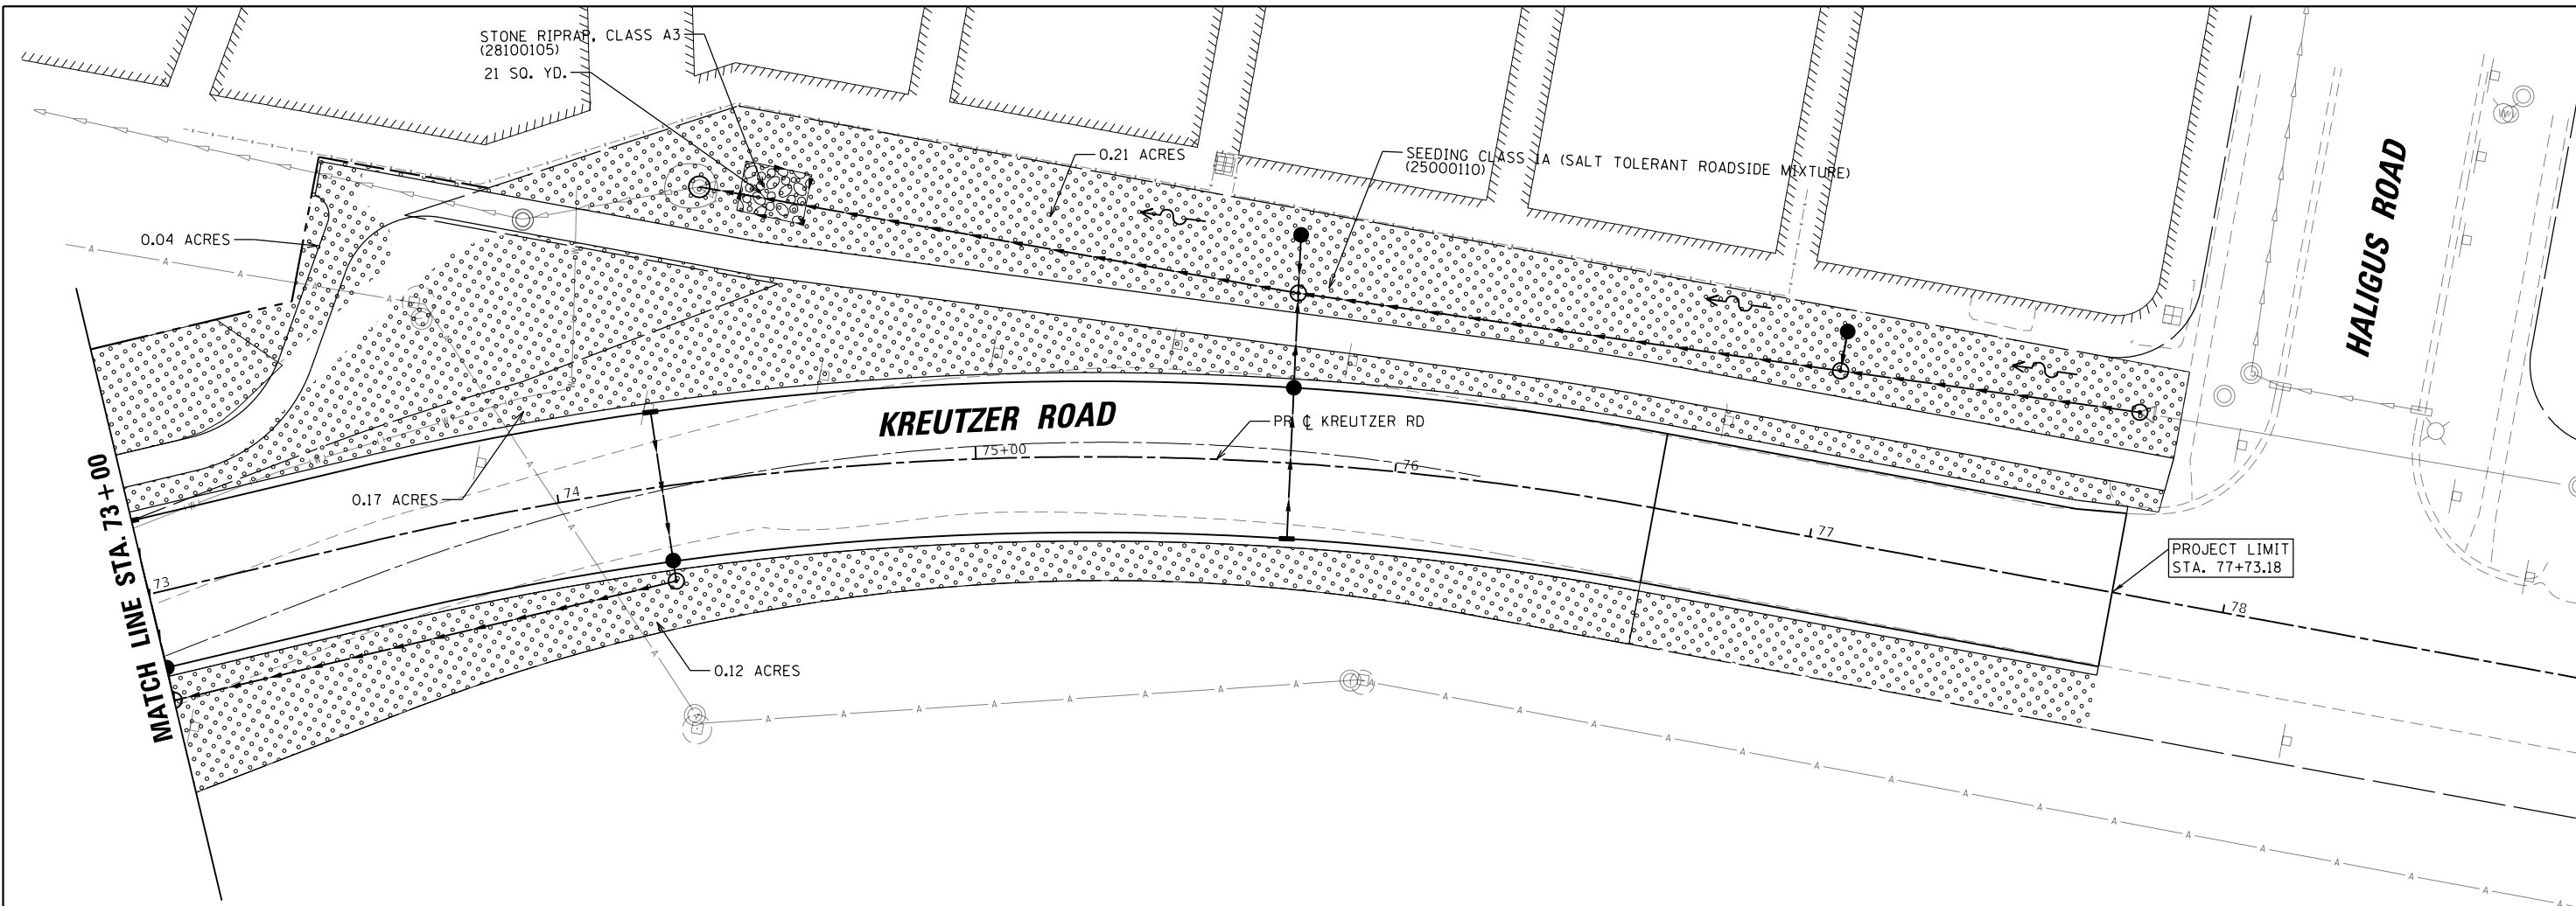 STONE RIPRAP, CLASS A3
(28100105)
21 SQ. YD.
0.21 ACRES
SEEDING CLASS 1A (SALT TOLERANT ROADSIDE MIXTURE)
(25000110)
0.04 ACRES
HALIGUS ROAD
KREUTZER ROAD
PR ℄ KREUTZER RD
75+00
76
74
0.17 ACRES
MATCH LINE STA. 73+00
73
77
PROJECT LIMIT
STA. 77+73.18
78
0.12 ACRES